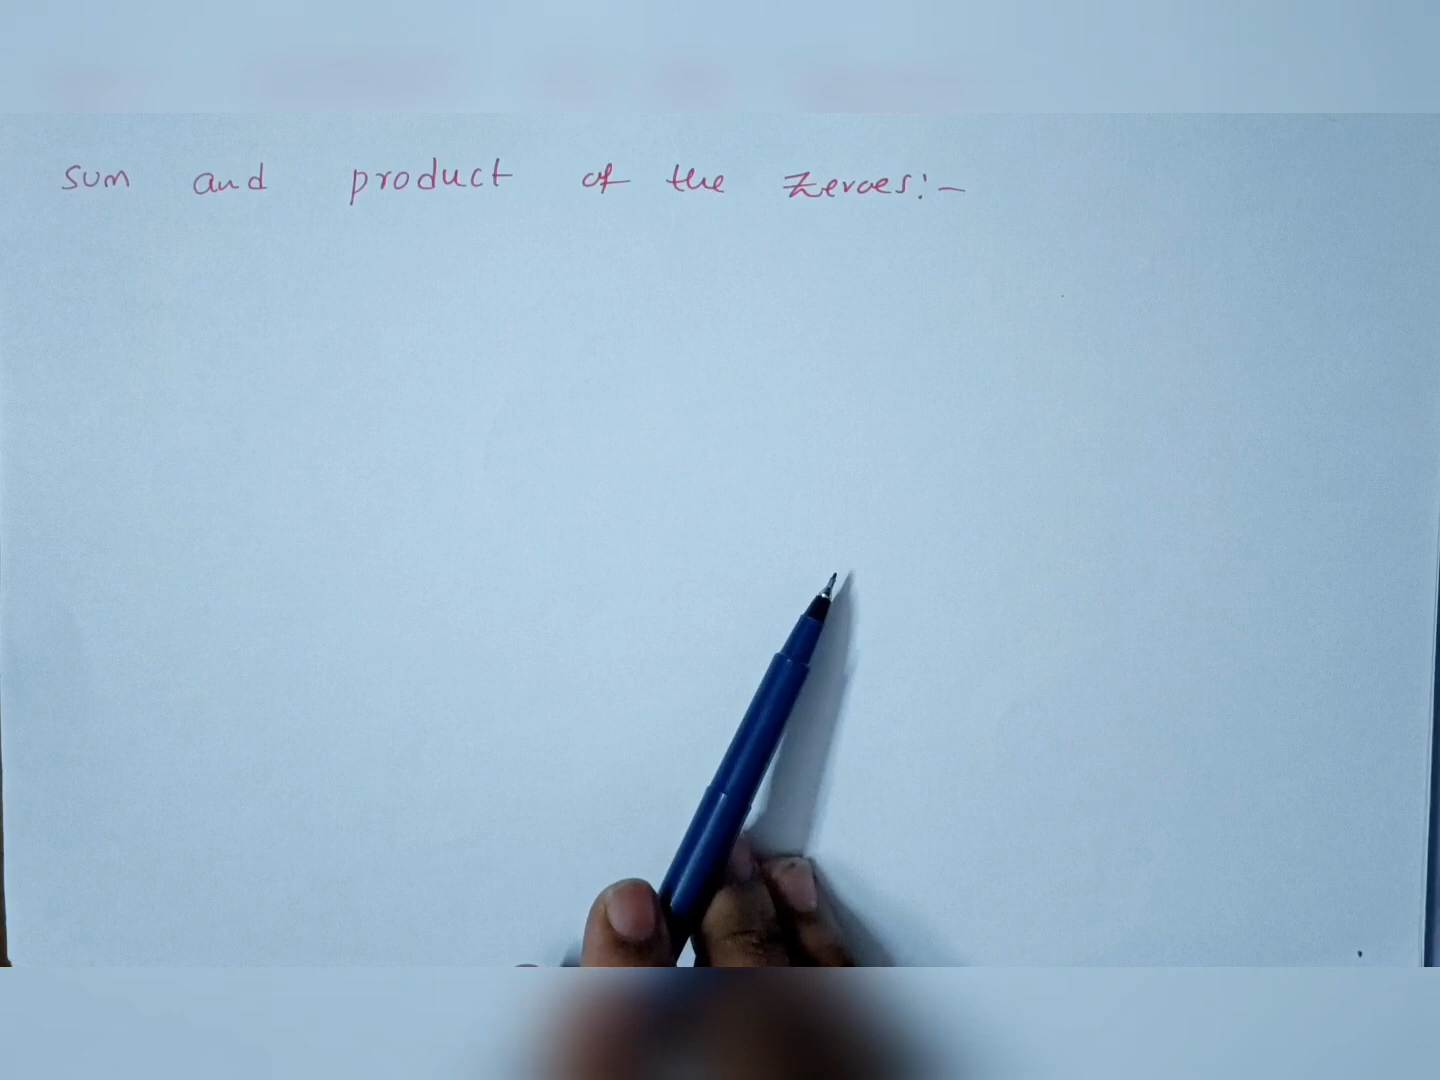 sum and product of the zeroes:-